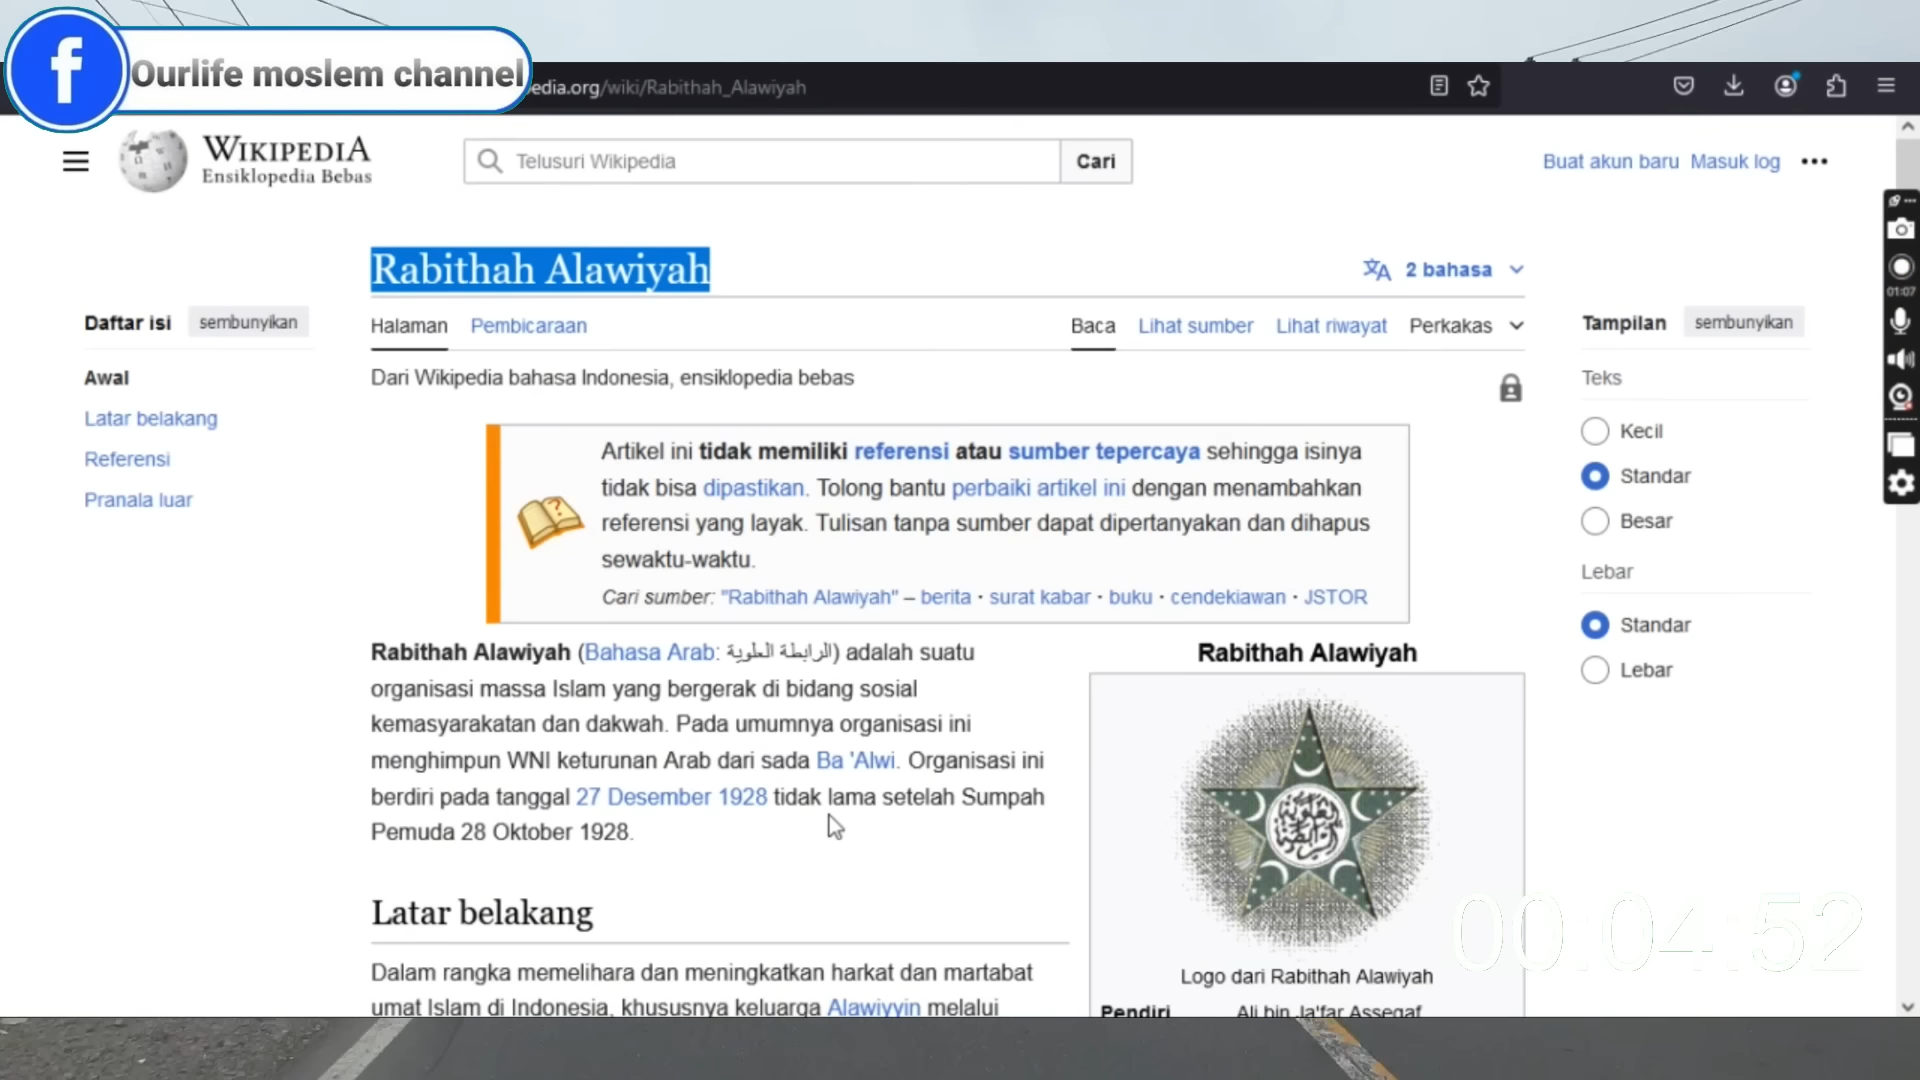 Ourlife moslem channel
edia.org/wiki/Rabithah_Alawiyah
WIKIPEDIA
Ensiklopedia Bebas
Telusuri Wikipedia
Cari
Buat akun baru Masuk log
Rabithah Alawiyah
2 bahasa
Daftar isi sembunyikan
Halaman Pembicaraan
Baca Lihat sumber Lihat riwayat Perkakas
Tampilan sembunyikan
01:07
Awal
Latar belakang
Referensi
Pranala luar
Dari Wikipedia bahasa Indonesia, ensiklopedia bebas
Teks
Kecil
Standar
Besar
Lebar
Standar
Lebar
Artikel ini tidak memiliki referensi atau sumber tepercaya sehingga isinya
tidak bisa dipastikan. Tolong bantu perbaiki artikel ini dengan menambahkan
referensi yang layak. Tulisan tanpa sumber dapat dipertanyakan dan dihapus
sewaktu-waktu.
Cari sumber: "Rabithah Alawiyah" – berita · surat kabar · buku · cendekiawan · JSTOR
Rabithah Alawiyah (Bahasa Arab: الرابطة العلوية) adalah suatu
organisasi massa Islam yang bergerak di bidang sosial
kemasyarakatan dan dakwah. Pada umumnya organisasi ini
menghimpun WNI keturunan Arab dari sada Ba 'Alwi. Organisasi ini
berdiri pada tanggal 27 Desember 1928 tidak lama setelah Sumpah
Pemuda 28 Oktober 1928.
Rabithah Alawiyah
Logo dari Rabithah Alawiyah
Pendiri Ali bin Ja'far Assegaf
Latar belakang
Dalam rangka memelihara dan meningkatkan harkat dan martabat
umat Islam di Indonesia, khususnya keluarga Alawiyyin melalui
00:04:52